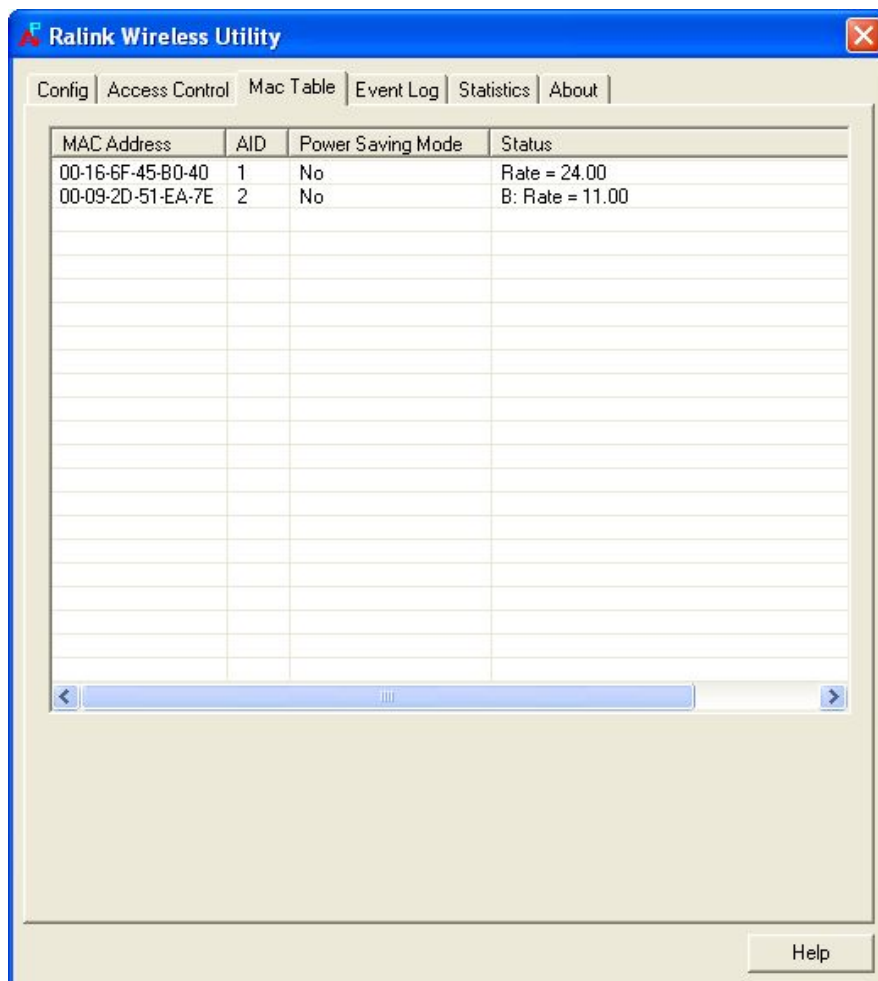 Ralink Wireless Utility
Config Access Control Mac Table Event Log Statistics About
MAC Address AID Power Saving Mode Status
00-16-6F-45-B0-40 1 No Rate = 24.00
00-09-2D-51-EA-7E 2 No B: Rate = 11.00
Help